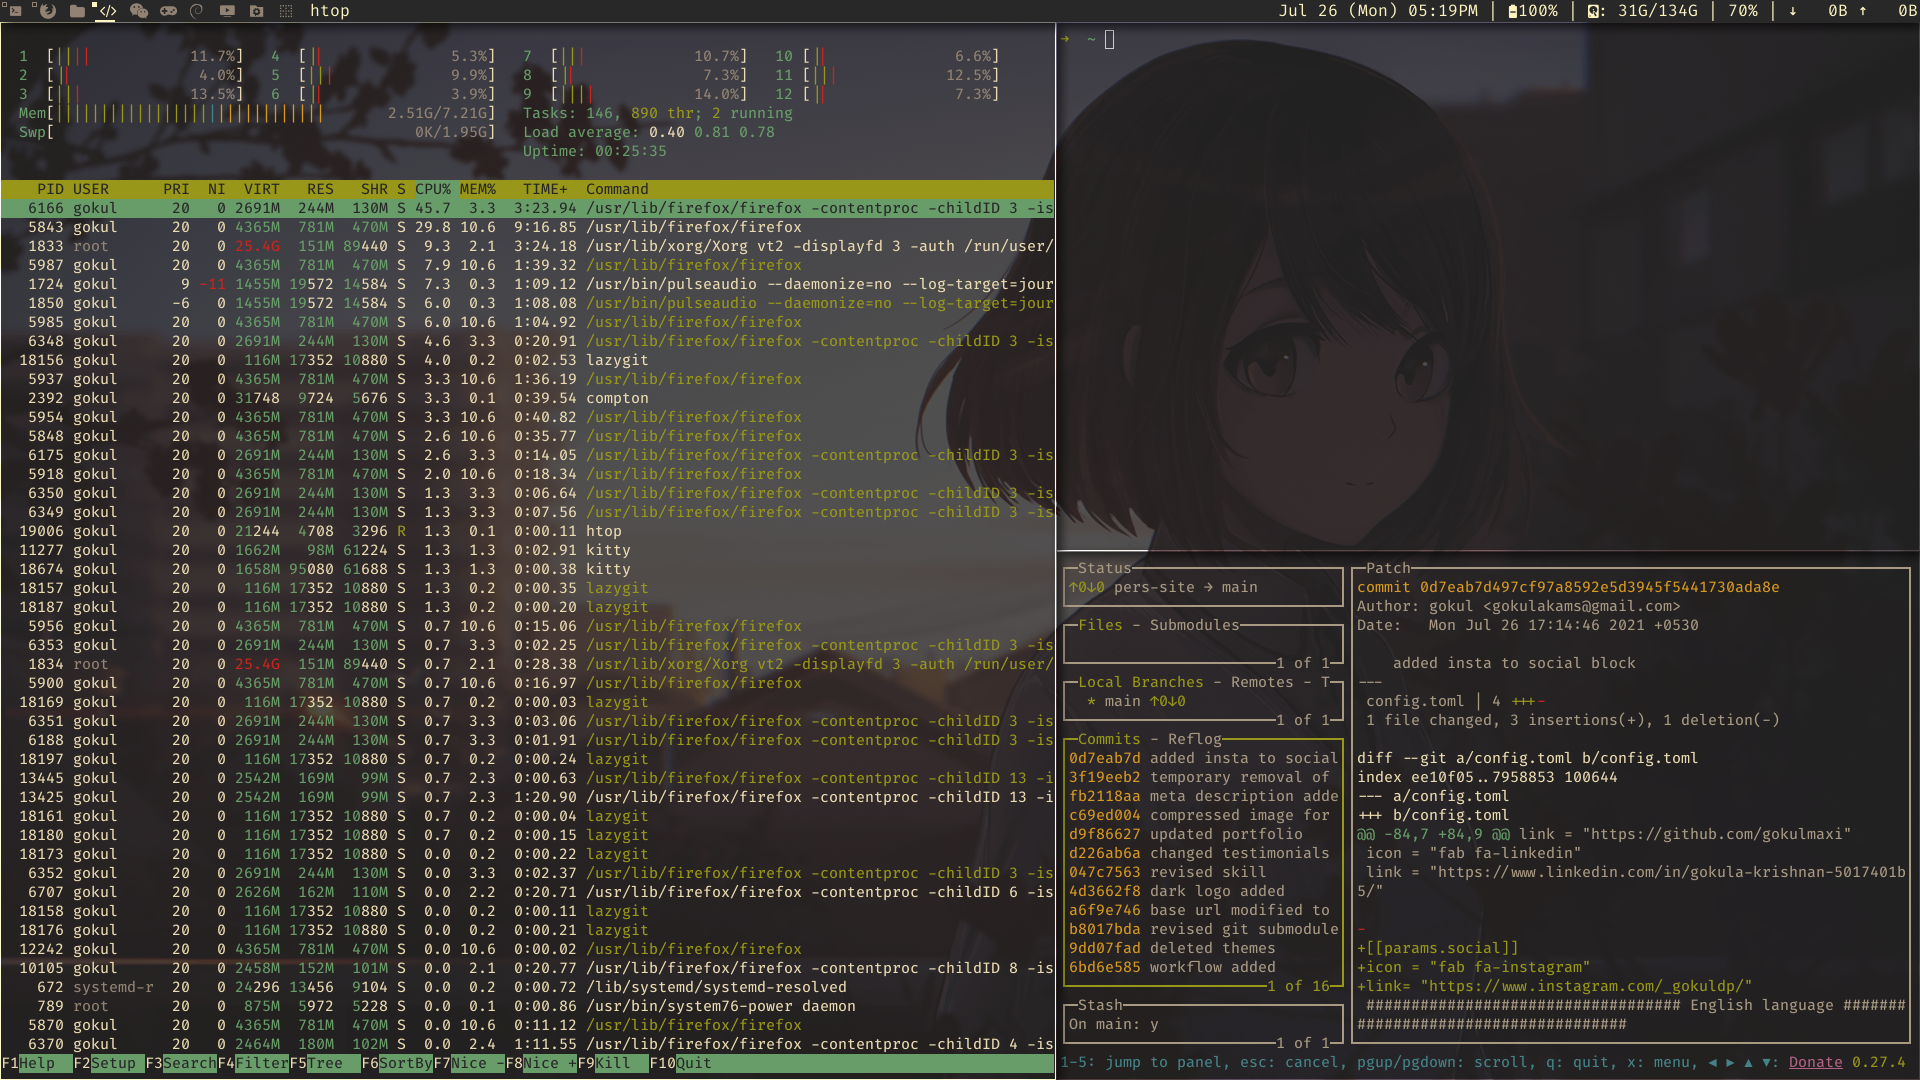 htop
Jul 26 (Mon) 05:19PM | 100% | : 31G/134G | 70% | ↓ 0B ↑ 0B
1 [|||| 11.7%] 4 [|| 5.3%] 7 [||| 10.7%] 10 [|| 6.6%]
2 [|| 4.0%] 5 [||| 9.9%] 8 [|| 7.3%] 11 [||| 12.5%]
3 [||| 13.5%] 6 [|| 3.9%] 9 [|||| 14.0%] 12 [|| 7.3%]
Mem[|||||||||||||||||||||||||||||| 2.51G/7.21G] Tasks: 146, 890 thr; 2 running
Swp[ 0K/1.95G] Load average: 0.40 0.81 0.78
Uptime: 00:25:35
PID USER PRI NI VIRT RES SHR S CPU% MEM% TIME+ Command
6166 gokul 20 0 2691M 244M 130M S 45.7 3.3 3:23.94 /usr/lib/firefox/firefox -contentproc -childID 3 -is
5843 gokul 20 0 4365M 781M 470M S 29.8 10.6 9:16.85 /usr/lib/firefox/firefox
1833 root 20 0 25.4G 151M 89440 S 9.3 2.1 3:24.18 /usr/lib/xorg/Xorg vt2 -displayfd 3 -auth /run/user/
5987 gokul 20 0 4365M 781M 470M S 7.9 10.6 1:39.32 /usr/lib/firefox/firefox
1724 gokul 9 -11 1455M 19572 14584 S 7.3 0.3 1:09.12 /usr/bin/pulseaudio --daemonize=no --log-target=jour
1850 gokul -6 0 1455M 19572 14584 S 6.0 0.3 1:08.08 /usr/bin/pulseaudio --daemonize=no --log-target=jour
5985 gokul 20 0 4365M 781M 470M S 6.0 10.6 1:04.92 /usr/lib/firefox/firefox
6348 gokul 20 0 2691M 244M 130M S 4.6 3.3 0:20.91 /usr/lib/firefox/firefox -contentproc -childID 3 -is
18156 gokul 20 0 116M 17352 10880 S 4.0 0.2 0:02.53 lazygit
5937 gokul 20 0 4365M 781M 470M S 3.3 10.6 1:36.19 /usr/lib/firefox/firefox
2392 gokul 20 0 31748 9724 5676 S 3.3 0.1 0:39.54 compton
5954 gokul 20 0 4365M 781M 470M S 3.3 10.6 0:40.82 /usr/lib/firefox/firefox
5848 gokul 20 0 4365M 781M 470M S 2.6 10.6 0:35.77 /usr/lib/firefox/firefox
6175 gokul 20 0 2691M 244M 130M S 2.6 3.3 0:14.05 /usr/lib/firefox/firefox -contentproc -childID 3 -is
5918 gokul 20 0 4365M 781M 470M S 2.0 10.6 0:18.34 /usr/lib/firefox/firefox
6350 gokul 20 0 2691M 244M 130M S 1.3 3.3 0:06.64 /usr/lib/firefox/firefox -contentproc -childID 3 -is
6349 gokul 20 0 2691M 244M 130M S 1.3 3.3 0:07.56 /usr/lib/firefox/firefox -contentproc -childID 3 -is
19006 gokul 20 0 21244 4708 3296 R 1.3 0.1 0:00.11 htop
11277 gokul 20 0 1662M 98M 61224 S 1.3 1.3 0:02.91 kitty
18674 gokul 20 0 1658M 95080 61688 S 1.3 1.3 0:00.38 kitty
18157 gokul 20 0 116M 17352 10880 S 1.3 0.2 0:00.35 lazygit
18187 gokul 20 0 116M 17352 10880 S 1.3 0.2 0:00.20 lazygit
5956 gokul 20 0 4365M 781M 470M S 0.7 10.6 0:15.06 /usr/lib/firefox/firefox
6353 gokul 20 0 2691M 244M 130M S 0.7 3.3 0:02.25 /usr/lib/firefox/firefox -contentproc -childID 3 -is
1834 root 20 0 25.4G 151M 89440 S 0.7 2.1 0:28.38 /usr/lib/xorg/Xorg vt2 -displayfd 3 -auth /run/user/
5900 gokul 20 0 4365M 781M 470M S 0.7 10.6 0:16.97 /usr/lib/firefox/firefox
18169 gokul 20 0 116M 17352 10880 S 0.7 0.2 0:00.03 lazygit
6351 gokul 20 0 2691M 244M 130M S 0.7 3.3 0:03.06 /usr/lib/firefox/firefox -contentproc -childID 3 -is
6188 gokul 20 0 2691M 244M 130M S 0.7 3.3 0:01.91 /usr/lib/firefox/firefox -contentproc -childID 3 -is
18197 gokul 20 0 116M 17352 10880 S 0.7 0.2 0:00.24 lazygit
13445 gokul 20 0 2542M 169M 99M S 0.7 2.3 0:00.63 /usr/lib/firefox/firefox -contentproc -childID 13 -i
13425 gokul 20 0 2542M 169M 99M S 0.7 2.3 1:20.90 /usr/lib/firefox/firefox -contentproc -childID 13 -i
18161 gokul 20 0 116M 17352 10880 S 0.7 0.2 0:00.04 lazygit
18180 gokul 20 0 116M 17352 10880 S 0.7 0.2 0:00.15 lazygit
18173 gokul 20 0 116M 17352 10880 S 0.0 0.2 0:00.22 lazygit
6352 gokul 20 0 2691M 244M 130M S 0.0 3.3 0:02.37 /usr/lib/firefox/firefox -contentproc -childID 3 -is
6707 gokul 20 0 2626M 162M 110M S 0.0 2.2 0:20.71 /usr/lib/firefox/firefox -contentproc -childID 6 -is
18158 gokul 20 0 116M 17352 10880 S 0.0 0.2 0:00.11 lazygit
18176 gokul 20 0 116M 17352 10880 S 0.0 0.2 0:00.21 lazygit
12242 gokul 20 0 4365M 781M 470M S 0.0 10.6 0:00.02 /usr/lib/firefox/firefox
10105 gokul 20 0 2458M 152M 101M S 0.0 2.1 0:20.77 /usr/lib/firefox/firefox -contentproc -childID 8 -is
672 systemd-r 20 0 24296 13456 9104 S 0.0 0.2 0:00.72 /lib/systemd/systemd-resolved
789 root 20 0 875M 5972 5228 S 0.0 0.1 0:00.86 /usr/bin/system76-power daemon
5870 gokul 20 0 4365M 781M 470M S 0.0 10.6 0:11.12 /usr/lib/firefox/firefox
6370 gokul 20 0 2464M 180M 102M S 0.0 2.4 1:11.55 /usr/lib/firefox/firefox -contentproc -childID 4 -is
F1Help F2Setup F3SearchF4FilterF5Tree F6SortByF7Nice -F8Nice +F9Kill F10Quit
→ ~
Status
↑0↓0 pers-site → main
Files - Submodules
1 of 1
Local Branches - Remotes - T
* main ↑0↓0
1 of 1
Commits - Reflog
0d7eab7d added insta to social
3f19eeb2 temporary removal of
fb2118aa meta description adde
c69ed004 compressed image for
d9f86627 updated portfolio
d226ab6a changed testimonials
047c7563 revised skill
4d3662f8 dark logo added
a6f9e746 base url modified to
b8017bda revised git submodule
9dd07fad deleted themes
6bd6e585 workflow added
1 of 16
Stash
On main: y
1 of 1
Patch
commit 0d7eab7d497cf97a8592e5d3945f5441730ada8e
Author: gokul <gokulakams@gmail.com>
Date: Mon Jul 26 17:14:46 2021 +0530
added insta to social block
---
config.toml | 4 +++-
1 file changed, 3 insertions(+), 1 deletion(-)
diff --git a/config.toml b/config.toml
index ee10f05..7958853 100644
--- a/config.toml
+++ b/config.toml
@@ -84,7 +84,9 @@ link = "https://github.com/gokulmaxi"
icon = "fab fa-linkedin"
link = "https://www.linkedin.com/in/gokula-krishnan-5017401b
5/"
-
+[[params.social]]
+icon = "fab fa-instagram"
+link= "https://www.instagram.com/_gokuldp/"
################################### English language #######
##############################
1-5: jump to panel, esc: cancel, pgup/pgdown: scroll, q: quit, x: menu, ◄ ► ▲ ▼: Donate 0.27.4